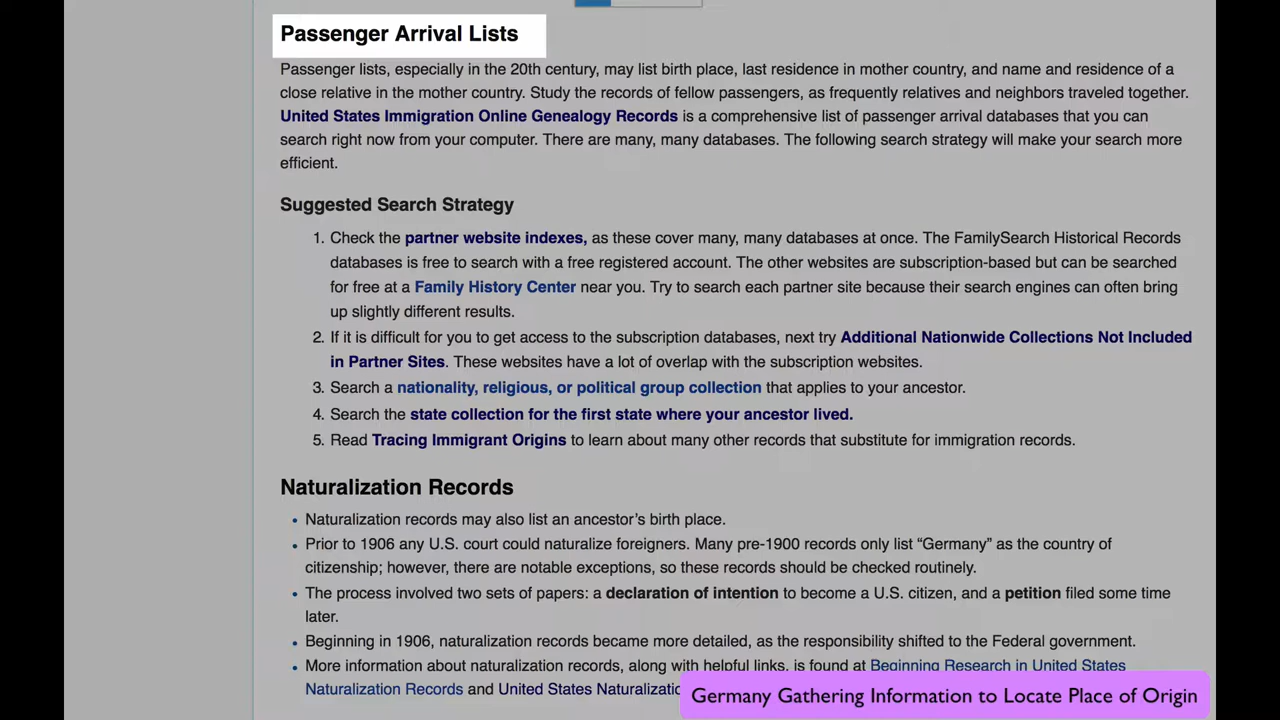 Passenger Arrival Lists
Passenger lists, especially in the 20th century, may list birth place, last residence in mother country, and name and residence of a
close relative in the mother country. Study the records of fellow passengers, as frequently relatives and neighbors traveled together.
United States Immigration Online Genealogy Records is a comprehensive list of passenger arrival databases that you can
search right now from your computer. There are many, many databases. The following search strategy will make your search more
efficient.
Suggested Search Strategy
1. Check the partner website indexes, as these cover many, many databases at once. The FamilySearch Historical Records
databases is free to search with a free registered account. The other websites are subscription-based but can be searched
for free at a Family History Center near you. Try to search each partner site because their search engines can often bring
up slightly different results.
2. If it is difficult for you to get access to the subscription databases, next try Additional Nationwide Collections Not Included
in Partner Sites. These websites have a lot of overlap with the subscription websites.
3. Search a nationality, religious, or political group collection that applies to your ancestor.
4. Search the state collection for the first state where your ancestor lived.
5. Read Tracing Immigrant Origins to learn about many other records that substitute for immigration records.
Naturalization Records
• Naturalization records may also list an ancestor's birth place.
• Prior to 1906 any U.S. court could naturalize foreigners. Many pre-1900 records only list “Germany” as the country of
citizenship; however, there are notable exceptions, so these records should be checked routinely.
• The process involved two sets of papers: a declaration of intention to become a U.S. citizen, and a petition filed some time
later.
• Beginning in 1906, naturalization records became more detailed, as the responsibility shifted to the Federal government.
• More information about naturalization records, along with helpful links, is found at Beginning Research in United States
Naturalization Records and United States
Germany Gathering Information to Locate Place of Origin